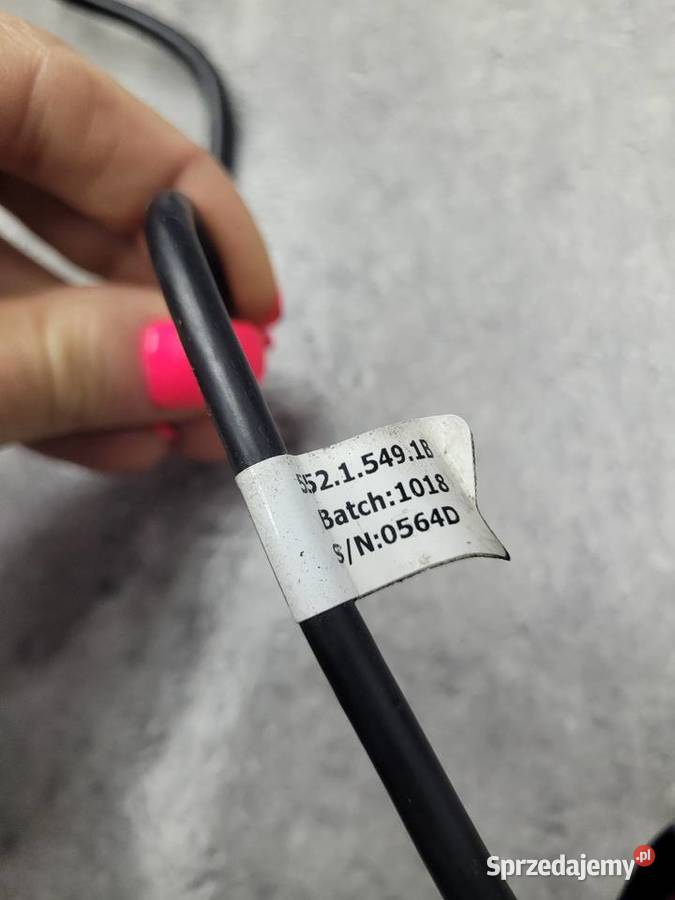 552.1.549.1B
Batch:1018
S/N:0564D
Sprzedajemy.pl